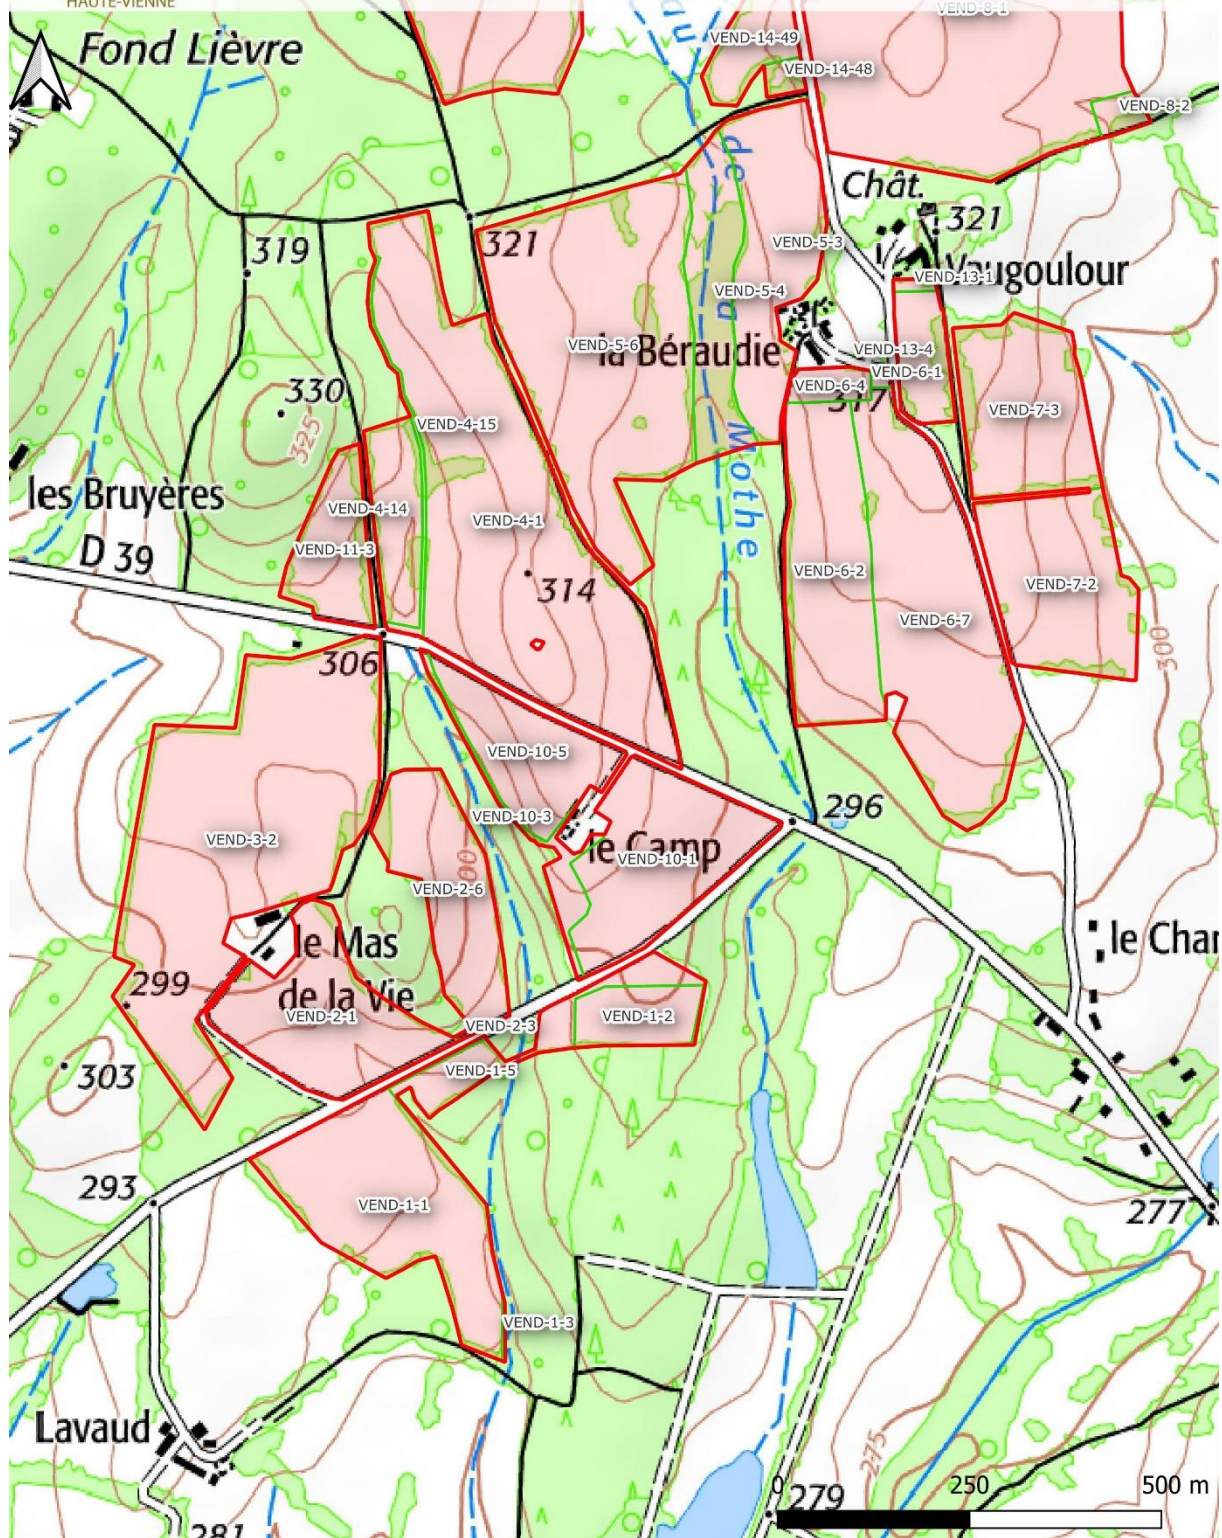 HAUTE-VIENNE
VEND-8-1
Fond Lièvre
VEND-14-49
VEND-14-48
VEND-8-2
de
Chât.
321
319
321
VEND-5-3
Vaugoulour
VEND-13-1
VEND-5-4
la
VEND-5-6
la Béraudie
VEND-13-4
VEND-6-1
VEND-6-4
317
330
325
VEND-4-15
VEND-7-3
Mothe
les Bruyères
VEND-4-14
VEND-4-1
VEND-11-3
D 39
314
VEND-6-2
VEND-7-2
VEND-6-7
300
306
VEND-10-5
VEND-10-3
296
VEND-3-2
le Camp
VEND-10-1
VEND-2-6
le Mas
de la Vie
le Char
299
VEND-2-1
VEND-2-3
VEND-1-2
303
VEND-1-5
293
VEND-1-1
277
VEND-1-3
Lavaud
275
0 250 500 m
279
281